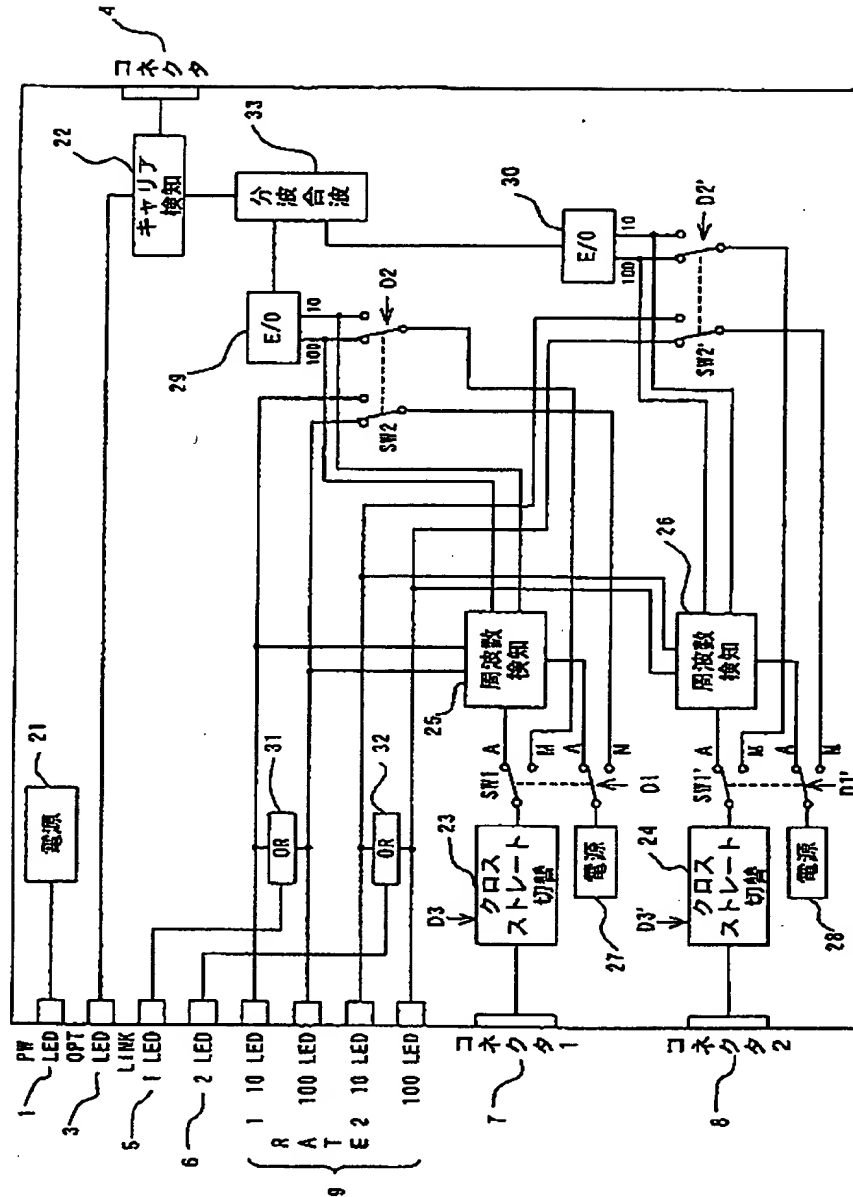 4
コネクタ
22
キャリア
検知
33
分波合波
30
E/O
10
100
D2'
SW2'
29
E/O
10
100
D2
SW2
21
電源
31
OR
32
OR
25
周波数
検知
26
周波数
検知
SW1
A
M
A
M
D1
SW1'
A
M
A
M
D1'
D3
23
クロス
ストレート
切替
電源
27
D3'
24
クロス
ストレート
切替
電源
28
1
PW
LED
3
OPT
LED
5
LINK
1 LED
6
2 LED
9
RATE
1 10 LED
100 LED
2 10 LED
100 LED
7
コネクタ1
8
コネクタ2